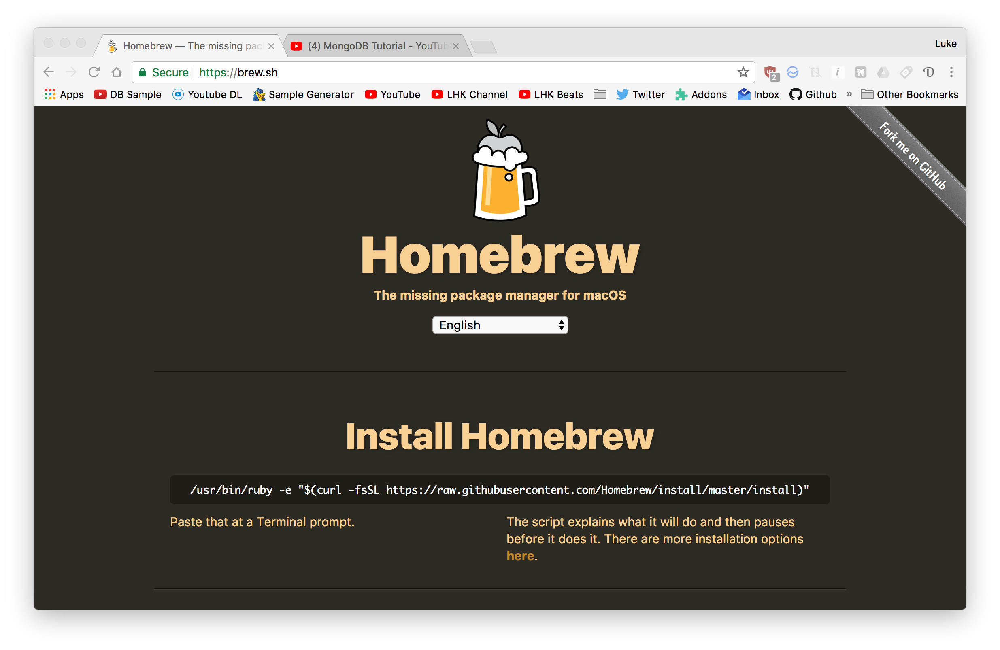 Homebrew — The missing pac
(4) MongoDB Tutorial - YouTub
Luke
Secure
https://brew.sh
2
Apps
DB Sample
Youtube DL
Sample Generator
YouTube
LHK Channel
LHK Beats
Twitter
Addons
Inbox
Github
»
Other Bookmarks
Fork me on GitHub
Homebrew
The missing package manager for macOS
English
Install Homebrew
/usr/bin/ruby -e "$(curl -fsSL https://raw.githubusercontent.com/Homebrew/install/master/install)"
Paste that at a Terminal prompt.
The script explains what it will do and then pauses
before it does it. There are more installation options
here.